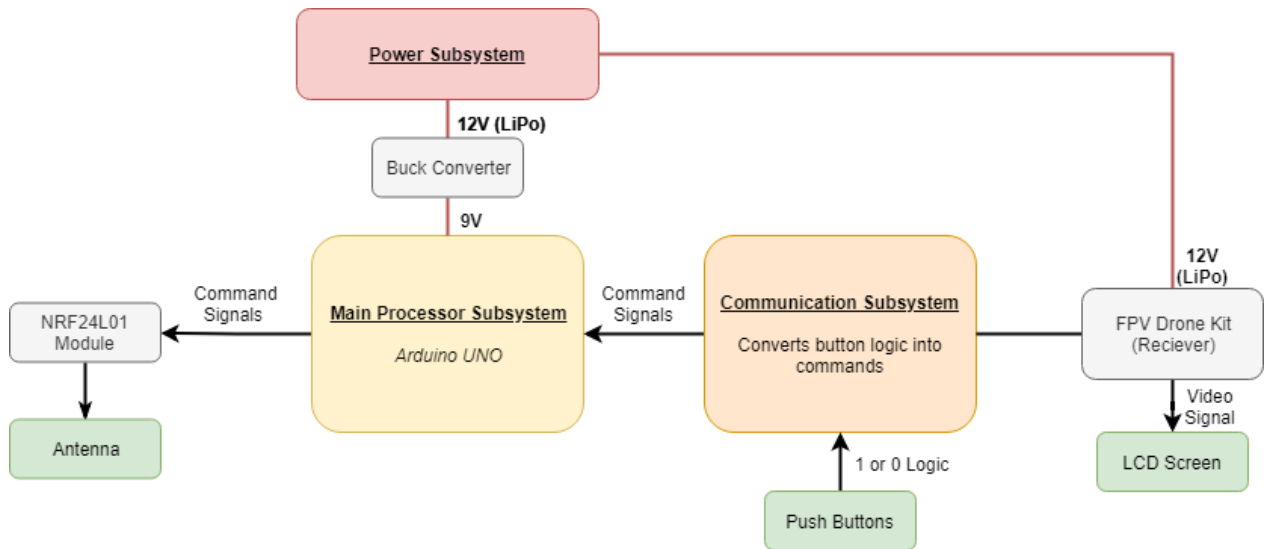 Power Subsystem
12V (LiPo)
Buck Converter
9V
12V
(LiPo)
Command
Signals
NRF24L01
Module
Main Processor Subsystem
Arduino UNO
Command
Signals
Communication Subsystem
Converts button logic into
commands
FPV Drone Kit
(Reciever)
Video
Signal
Antenna
1 or 0 Logic
LCD Screen
Push Buttons